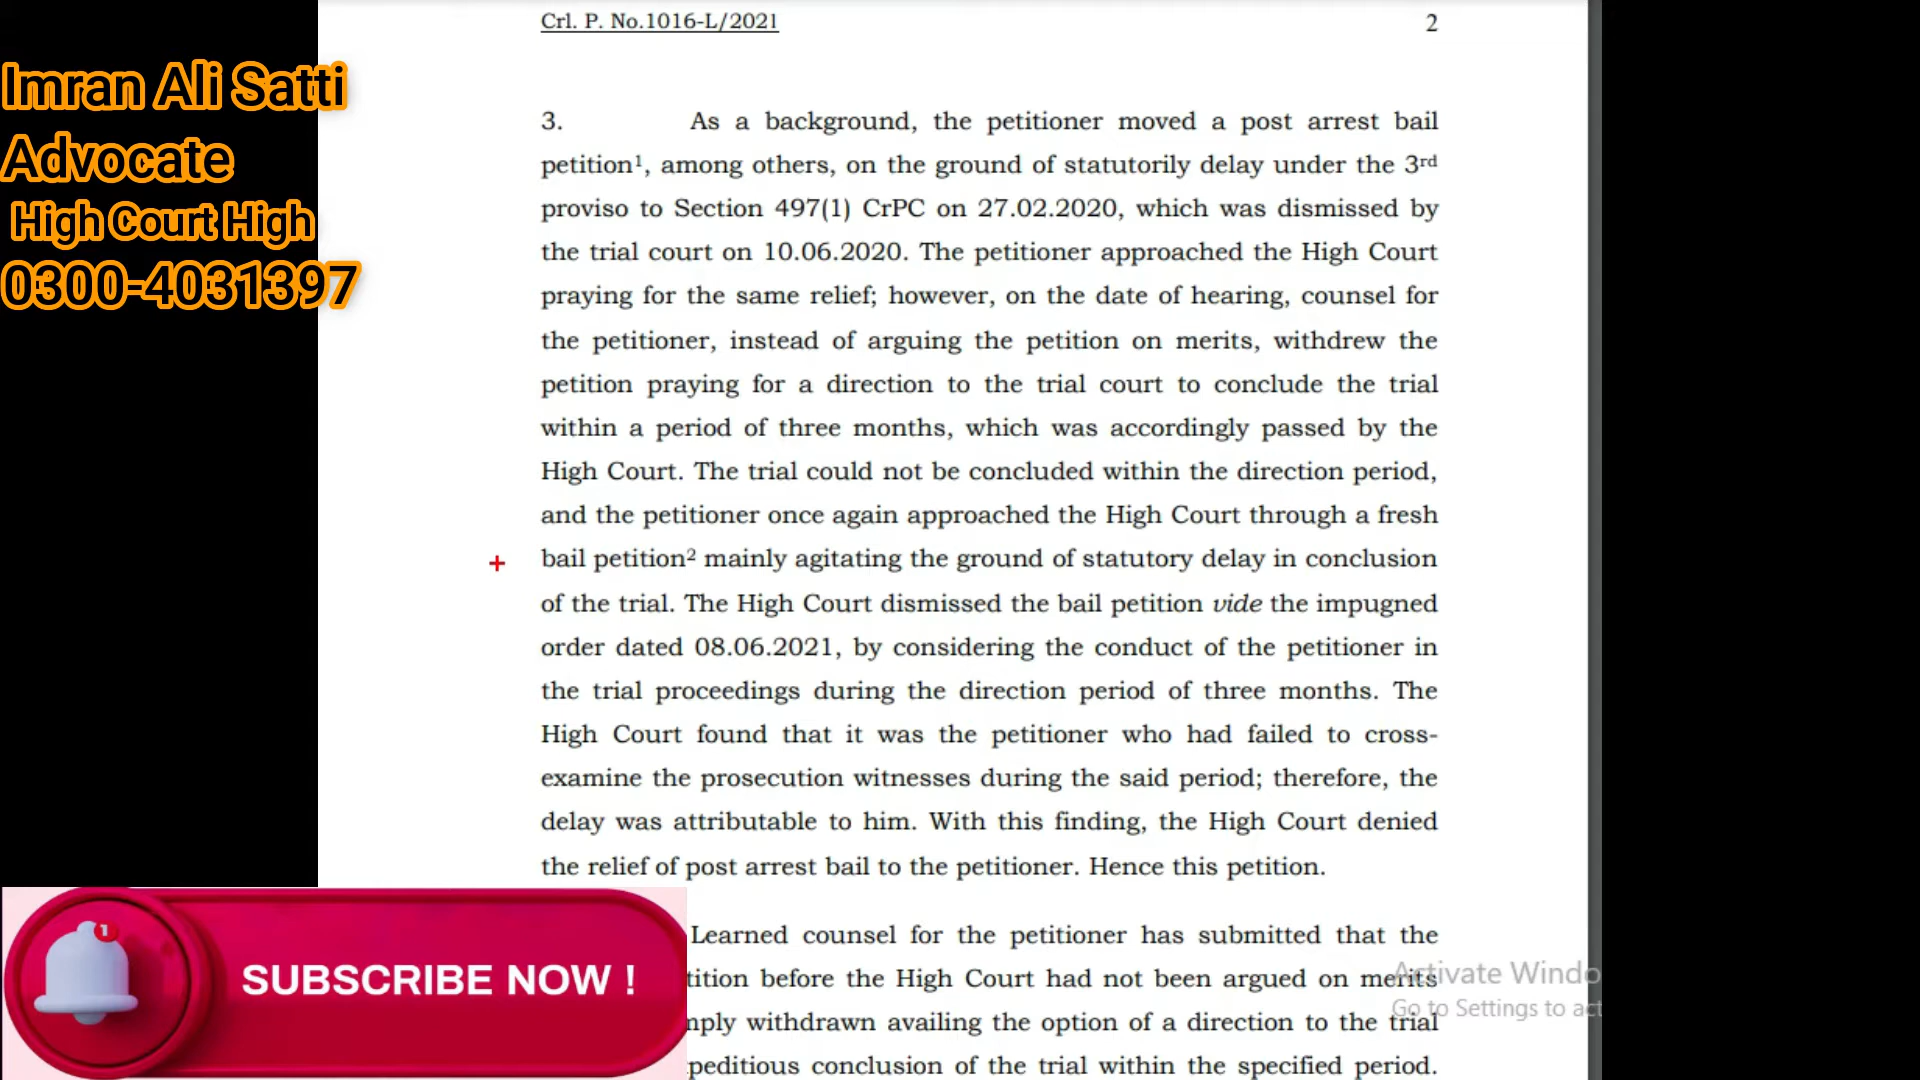 Crl. P. No.1016-L/2021 2
Imran Ali Satti
Advocate
High Court High
0300-4031397
3. As a background, the petitioner moved a post arrest bail
petition¹, among others, on the ground of statutorily delay under the 3rd
proviso to Section 497(1) CrPC on 27.02.2020, which was dismissed by
the trial court on 10.06.2020. The petitioner approached the High Court
praying for the same relief; however, on the date of hearing, counsel for
the petitioner, instead of arguing the petition on merits, withdrew the
petition praying for a direction to the trial court to conclude the trial
within a period of three months, which was accordingly passed by the
High Court. The trial could not be concluded within the direction period,
and the petitioner once again approached the High Court through a fresh
bail petition² mainly agitating the ground of statutory delay in conclusion
of the trial. The High Court dismissed the bail petition vide the impugned
order dated 08.06.2021, by considering the conduct of the petitioner in
the trial proceedings during the direction period of three months. The
High Court found that it was the petitioner who had failed to cross-
examine the prosecution witnesses during the said period; therefore, the
delay was attributable to him. With this finding, the High Court denied
the relief of post arrest bail to the petitioner. Hence this petition.
Learned counsel for the petitioner has submitted that the
tition before the High Court had not been argued on merits
nply withdrawn availing the option of a direction to the trial
peditious conclusion of the trial within the specified period.
1
SUBSCRIBE NOW !
Activate Windo
Go to Settings to act